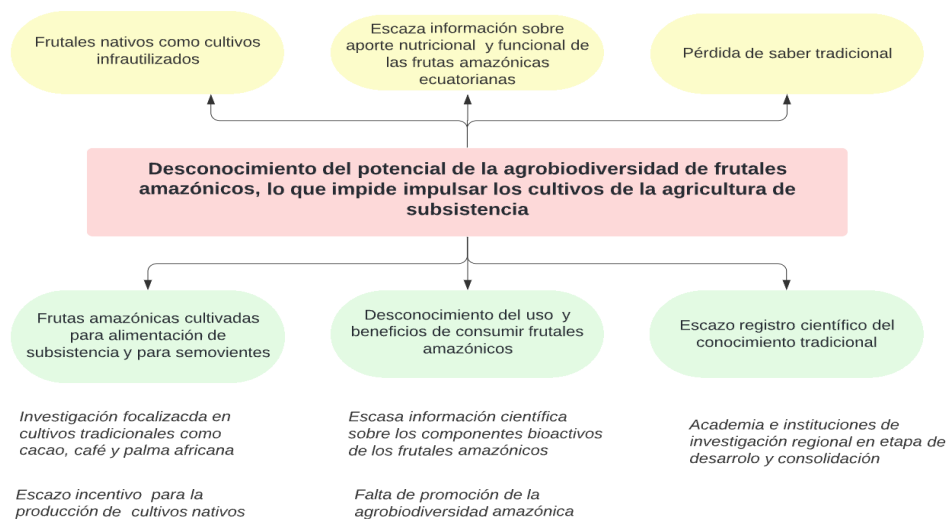 Frutales nativos como cultivos
infrautilizados
Escaza información sobre
aporte nutricional y funcional de
las frutas amazónicas
ecuatorianas
Pérdida de saber tradicional
Desconocimiento del potencial de la agrobiodiversidad de frutales
amazónicos, lo que impide impulsar los cultivos de la agricultura de
subsistencia
Frutas amazónicas cultivadas
para alimentación de
subsistencia y para semovientes
Desconocimiento del uso y
beneficios de consumir frutales
amazónicos
Escazo registro científico del
conocimiento tradicional
Investigación focalizacda en
cultivos tradicionales como
cacao, café y palma africana
Escasa información científica
sobre los componentes bioactivos
de los frutales amazónicos
Academia e instituciones de
investigación regional en etapa de
desarrolo y consolidación
Escazo incentivo para la
producción de cultivos nativos
Falta de promoción de la
agrobiodiversidad amazónica